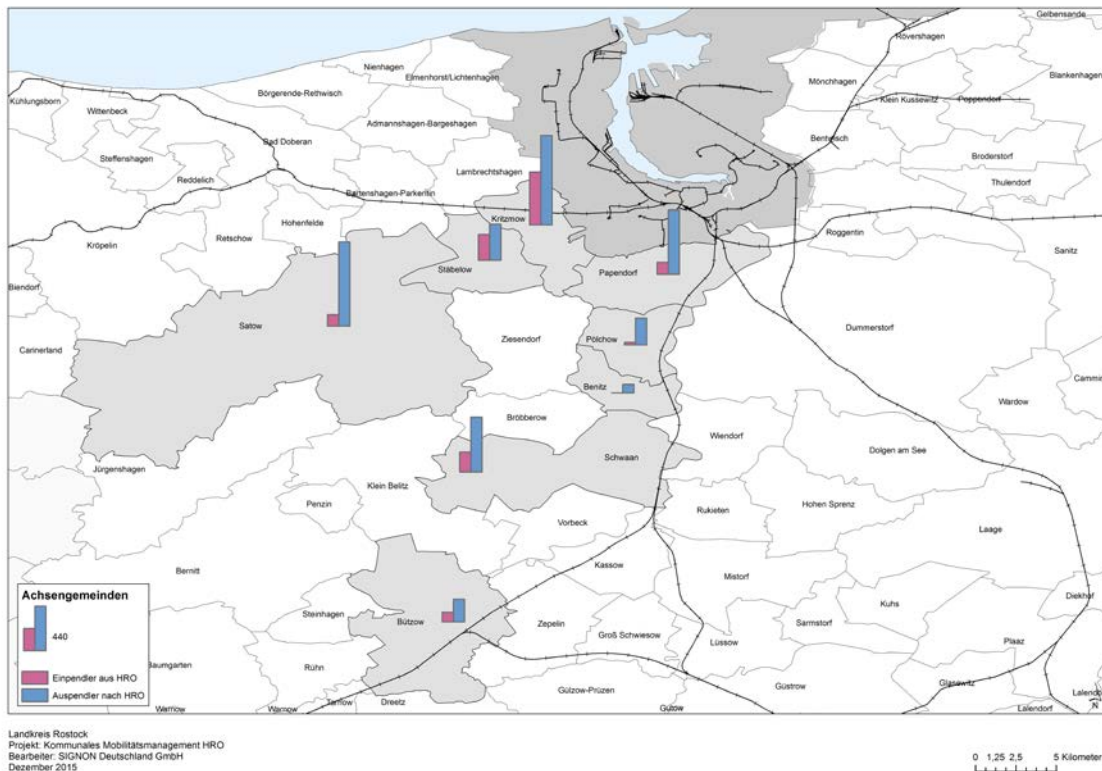 Gelbensande
Rövershagen
Nienhagen
Elmenhorst/Lichtenhagen
Mönchhagen
Blankenhagen
Kühlungsborn
Wittenbeck
Börgerende-Rethwisch
Klein Kussewitz
Poppendorf
Admannshagen-Bargeshagen
Steffenshagen
Bad Doberan
Bentwisch
Broderstorf
Reddelich
Lambrechtshagen
Thulendorf
Bartenshagen-Parkentin
Hohenfelde
Kritzmow
Kröpelin
Retschow
Roggentin
Sanitz
Stäbelow
Papendorf
Biendorf
Satow
Ziesendorf
Pölchow
Dummerstorf
Carinerland
Benitz
Cammin
Wardow
Bröbberow
Wiendorf
Dolgen am See
Jürgenshagen
Klein Belitz
Schwaan
Penzin
Rukieten
Hohen Sprenz
Vorbeck
Laage
Bernitt
Kassow
Mistorf
Achsengemeinden
440
Einpendler aus HRO
Auspendler nach HRO
Steinhagen
Bützow
Zepelin
Groß Schwiesow
Lüssow
Kuhs
Sarmstorf
Diekhof
Plaaz
Baumgarten
Rühn
Güstrow
Glasewitz
Gülzow-Prüzen
Warnow
Warnow
Tarnow
Dreetz
Gutow
Lalendorf
Lalendorf
N
Landkreis Rostock
Projekt: Kommunales Mobilitätsmanagement HRO
Bearbeiter: SIGNON Deutschland GmbH
Dezember 2015
0 1,25 2,5 5 Kilometer